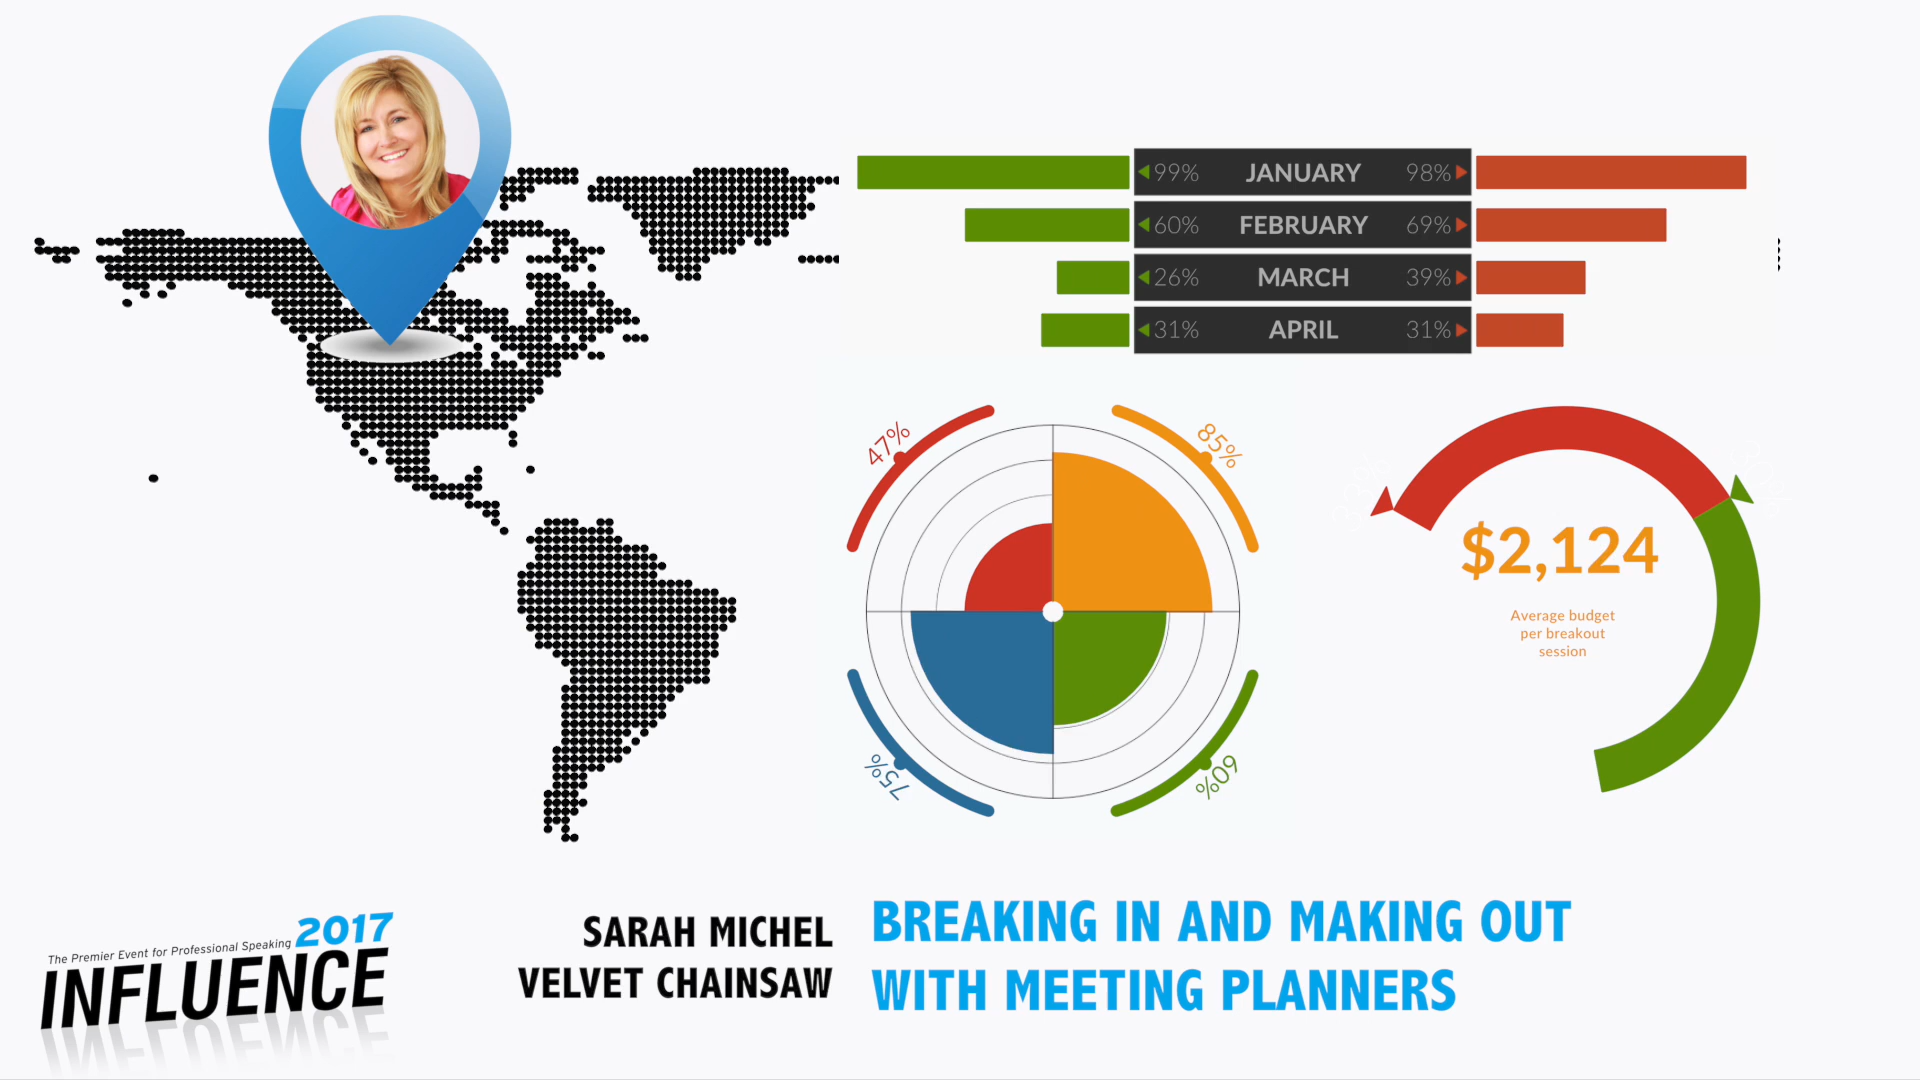 99% JANUARY 98%
60% FEBRUARY 69%
26% MARCH 39%
31% APRIL 31%
47%
85%
75%
60%
$2,124
Average budget
per breakout
session
2017
The Premier Event for Professional Speaking
INFLUENCE
SARAH MICHEL
VELVET CHAINSAW
BREAKING IN AND MAKING OUT
WITH MEETING PLANNERS